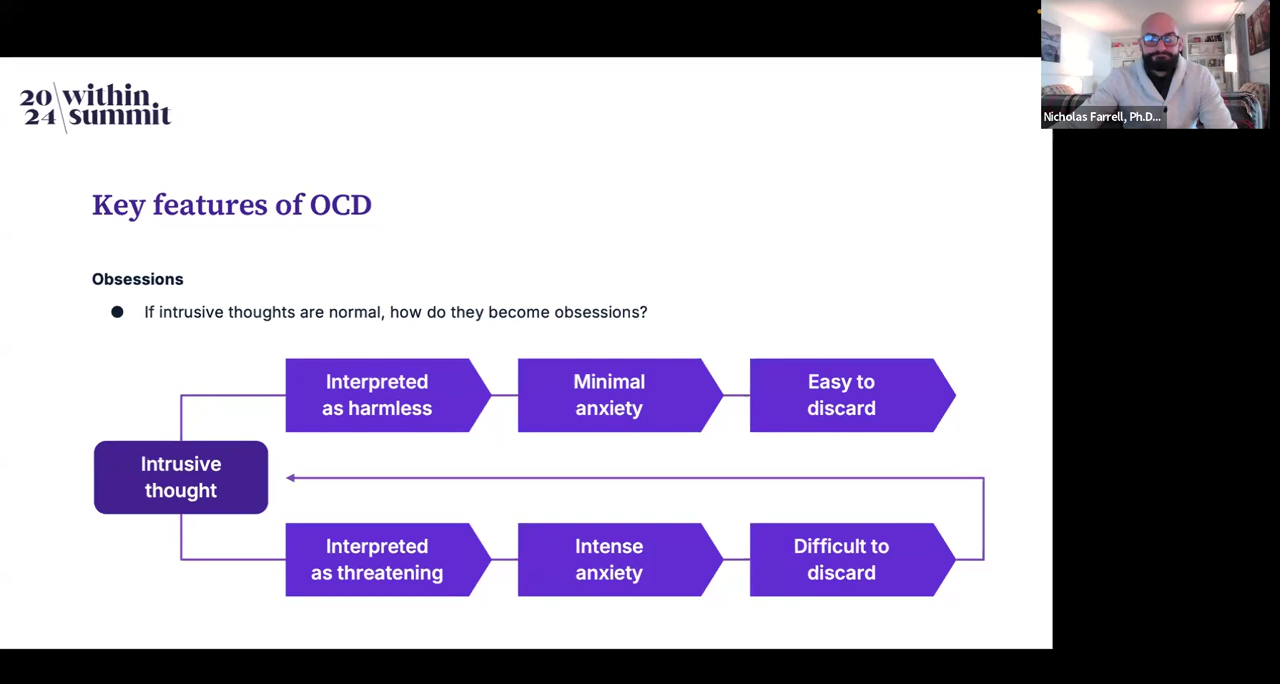 20 within
24 summit
Nicholas Farrell, Ph.D...
Key features of OCD
Obsessions
● If intrusive thoughts are normal, how do they become obsessions?
Interpreted
as harmless
Minimal
anxiety
Easy to
discard
Intrusive
thought
Interpreted
as threatening
Intense
anxiety
Difficult to
discard